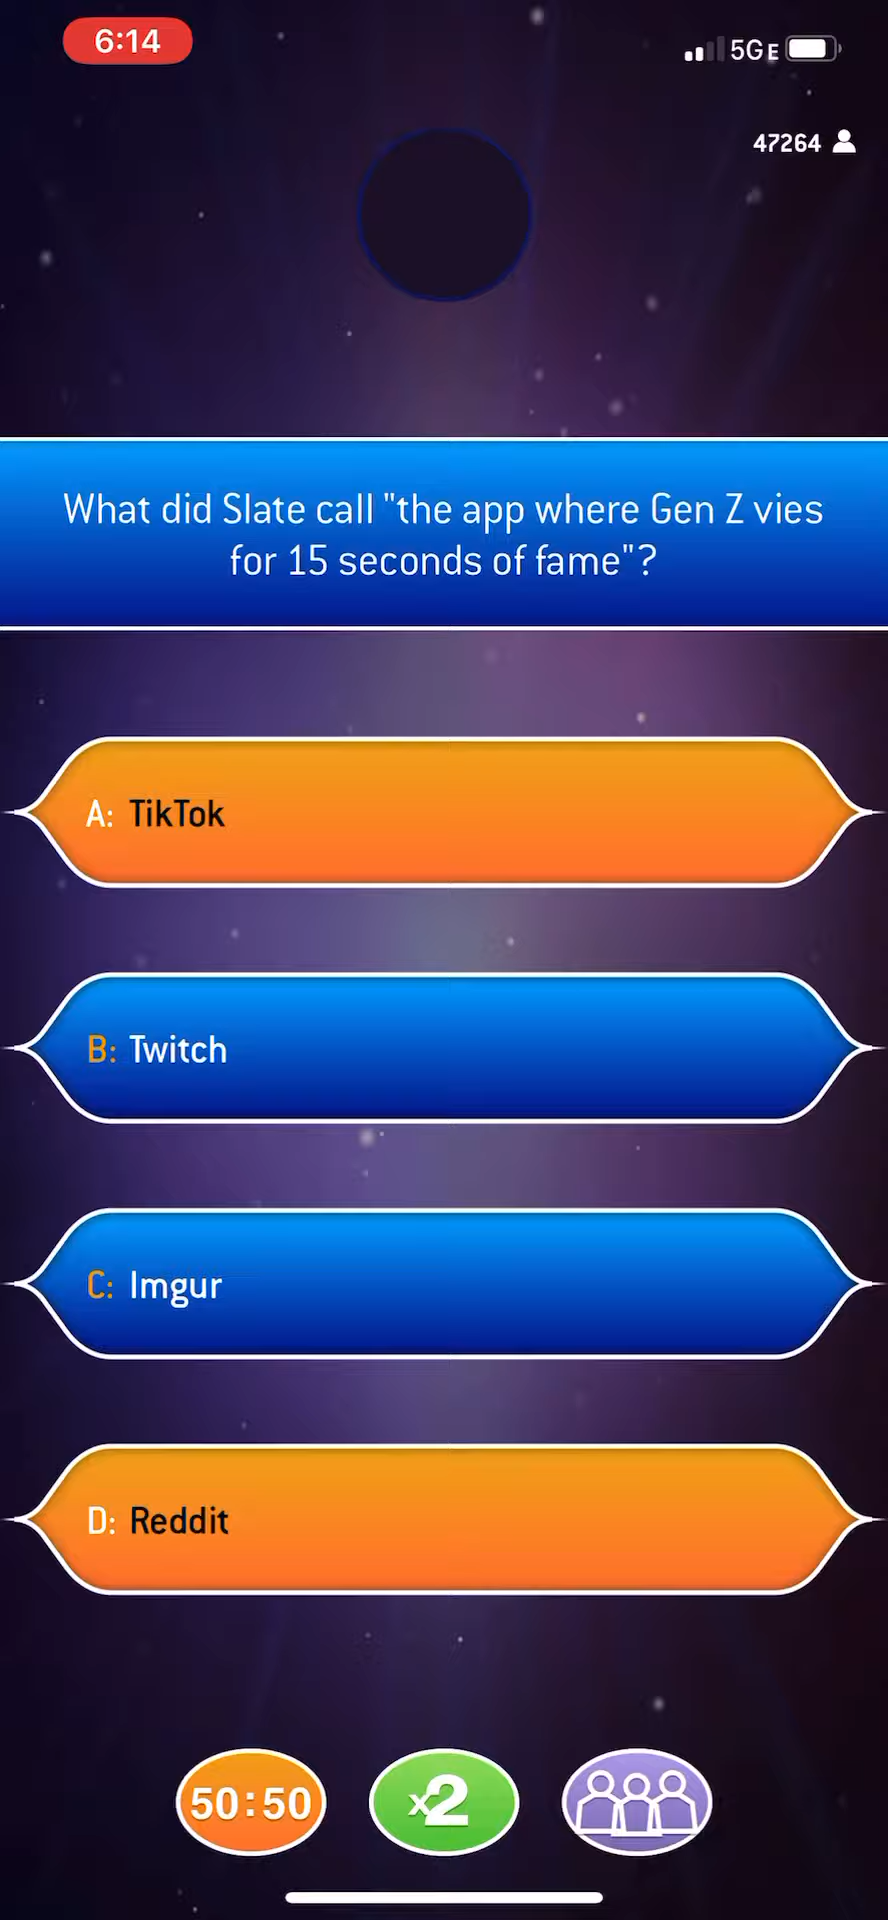 6:14
5GE
47264
What did Slate call "the app where Gen Z vies
for 15 seconds of fame"?
A: TikTok
B: Twitch
C: Imgur
D: Reddit
50:50
x2